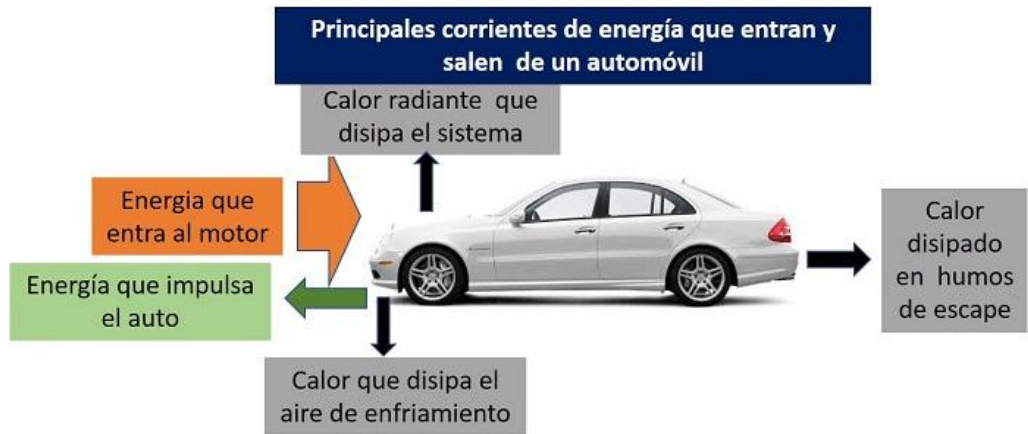 Principales corrientes de energía que entran y
salen de un automóvil
Calor radiante que
disipa el sistema
Energia que
entra al motor
Energía que impulsa
el auto
Calor que disipa el
aire de enfriamiento
Calor
disipado
en humos
de escape